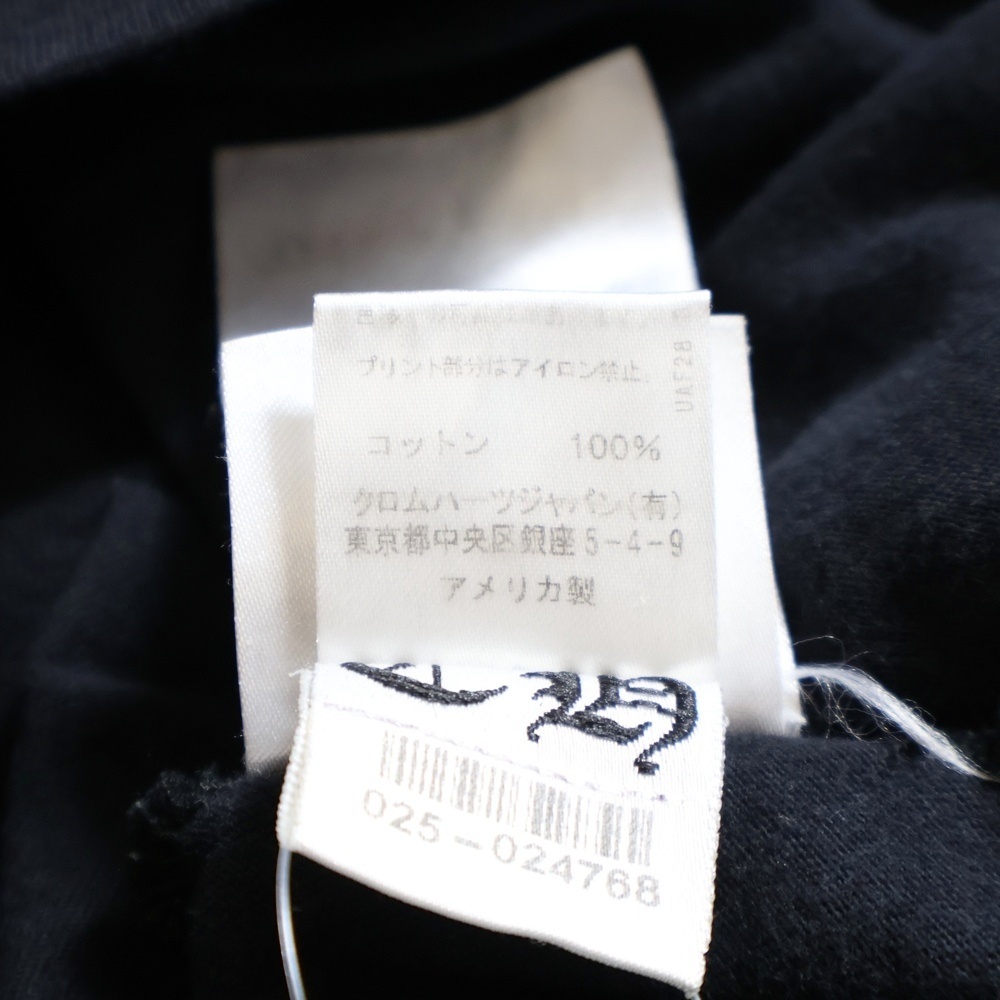 プリント部分はアイロン禁止。
UAF28
コットン 100%
クロムハーツジャパン(有)
東京都中央区銀座5-4-9
アメリカ製
CH
025-024768